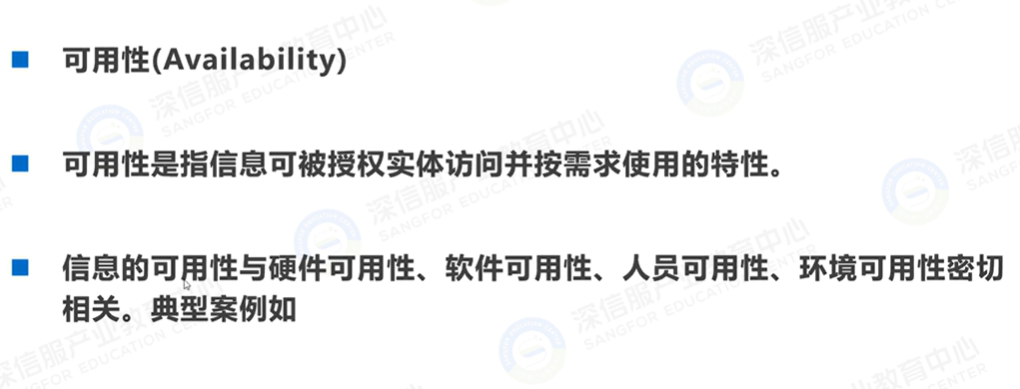 可用性(Availability)
可用性是指信息可被授权实体访问并按需求使用的特性。
信息的可用性与硬件可用性、软件可用性、人员可用性、环境可用性密切
相关。典型案例如
深信服产业教育中心
SANGFOR EDUCATION CENTER